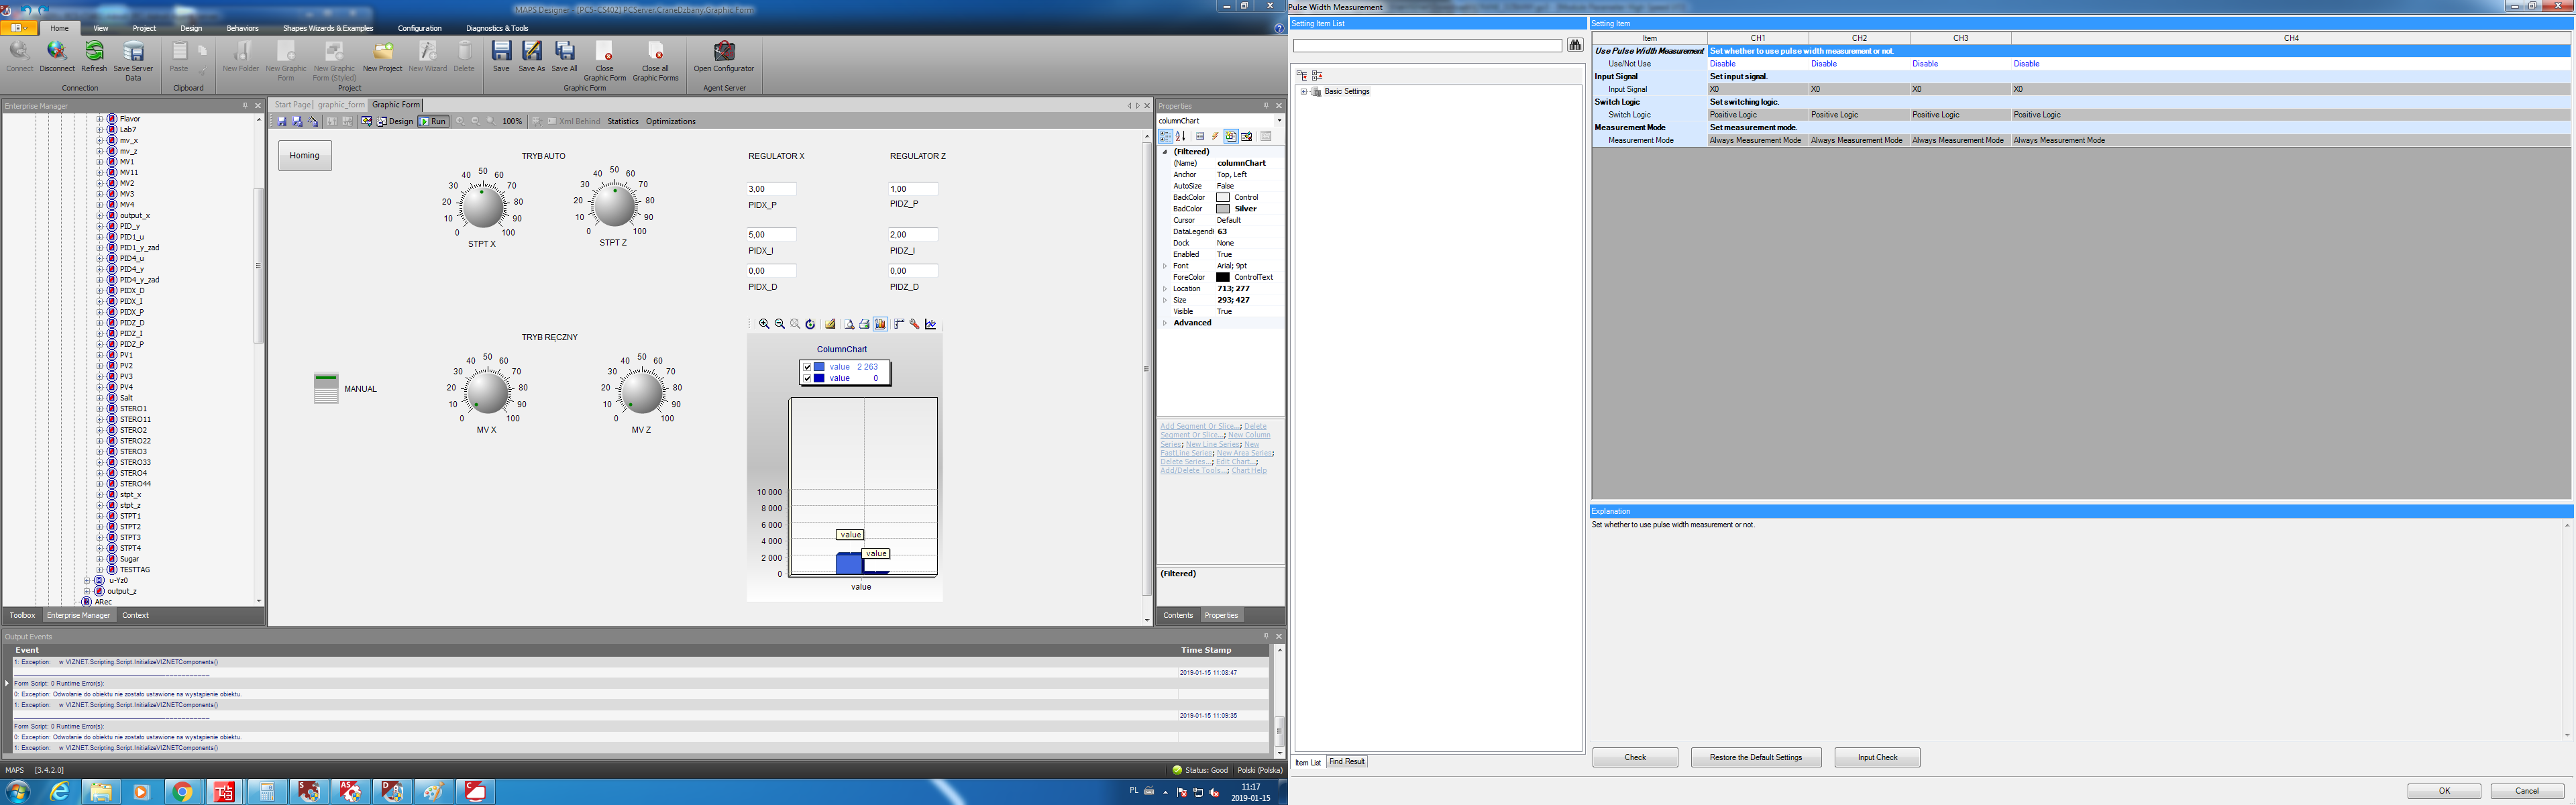 MAPS Designer - [PCS-CS402].PCServer.CraneDebany.Graphic Form
Home View Project Design Behaviors Shapes Wizards & Examples Configuration Diagnostics & Tools
Connect Disconnect Refresh Save Server Data Paste New Folder New Graphic Form New Graphic Form (Styled) New Project New Wizard Delete Save Save As Save All Close Graphic Form Close all Graphic Forms Open Configurator
Connection Clipboard Project Graphic Form Agent Server
Enterprise Manager
Flavor
Lab7
mv_x
mv_z
MV1
MV11
MV2
MV3
MV4
output_x
PID_y
PID1_u
PID1_y_zad
PID4_u
PID4_y
PID4_y_zad
PIDX_D
PIDX_I
PIDX_P
PIDZ_D
PIDZ_I
PIDZ_P
PV1
PV2
PV3
PV4
Salt
STERO1
STERO11
STERO2
STERO22
STERO3
STERO33
STERO4
STERO44
stpt_x
stpt_z
STPT1
STPT2
STPT3
STPT4
Sugar
TESTTAG
u-Yz0
output_z
ARec
Toolbox Enterprise Manager Context
Start Page graphic_form Graphic Form
Design Run 100% Xml Behind Statistics Optimizations
Homing
TRYB AUTO
0 10 20 30 40 50 60 70 80 90 100
STPT X
0 10 20 30 40 50 60 70 80 90 100
STPT Z
REGULATOR X REGULATOR Z
3,00 1,00
PIDX_P PIDZ_P
5,00 2,00
PIDX_I PIDZ_I
0,00 0,00
PIDX_D PIDZ_D
TRYB RĘCZNY
MANUAL
0 10 20 30 40 50 60 70 80 90 100
MV X
0 10 20 30 40 50 60 70 80 90 100
MV Z
ColumnChart
value 2 263
value 0
10 000
8 000
6 000
4 000
2 000
0
value
value
value
Properties
columnChart
(Filtered)
(Name) columnChart
Anchor Top, Left
AutoSize False
BackColor Control
BadColor Silver
Cursor Default
DataLegendI 63
Dock None
Enabled True
Font Arial; 9pt
ForeColor ControlText
Location 713; 277
Size 293; 427
Visible True
Advanced
Add Segment Or Slice...; Delete
Segment Or Slice...; New Column
Series; New Line Series; New
FastLine Series; New Area Series;
Delete Series...; Edit Chart...;
Add/Delete Tools...; Chart Help
(Filtered)
Contents Properties
Output Events
Event Time Stamp
1: Exception: w VIZNET.Scripting.Script.InitializeVIZNETComponents()
2019-01-15 11:08:47
Form Script: 0 Runtime Error(s):
0: Exception: Odwołanie do obiektu nie zostało ustawione na wystąpienie obiektu.
1: Exception: w VIZNET.Scripting.Script.InitializeVIZNETComponents()
2019-01-15 11:09:35
Form Script: 0 Runtime Error(s):
0: Exception: Odwołanie do obiektu nie zostało ustawione na wystąpienie obiektu.
1: Exception: w VIZNET.Scripting.Script.InitializeVIZNETComponents()
MAPS [3.4.2.0] Status: Good Polski (Polska)
PL 11:17
2019-01-15
Pulse Width Measurement
Setting Item List
Basic Settings
Item List Find Result
Setting Item
Item CH1 CH2 CH3 CH4
Use Pulse Width Measurement Set whether to use pulse width measurement or not.
Use/Not Use Disable Disable Disable Disable
Input Signal Set input signal.
Input Signal X0 X0 X0 X0
Switch Logic Set switching logic.
Switch Logic Positive Logic Positive Logic Positive Logic Positive Logic
Measurement Mode Set measurement mode.
Measurement Mode Always Measurement Mode Always Measurement Mode Always Measurement Mode Always Measurement Mode
Explanation
Set whether to use pulse width measurement or not.
Check Restore the Default Settings Input Check
OK Cancel